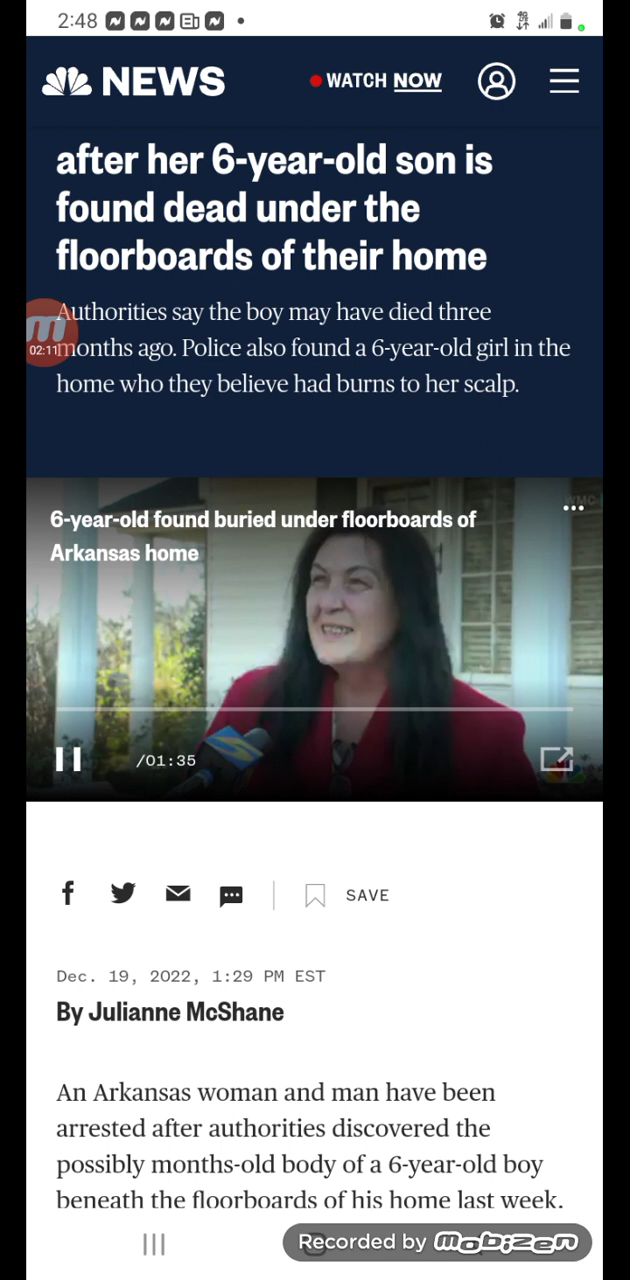 2:48
NEWS
WATCH NOW
after her 6-year-old son is
found dead under the
floorboards of their home
Authorities say the boy may have died three
months ago. Police also found a 6-year-old girl in the
home who they believe had burns to her scalp.
02:11
WMC
6-year-old found buried under floorboards of
Arkansas home
/01:35
SAVE
Dec. 19, 2022, 1:29 PM EST
By Julianne McShane
An Arkansas woman and man have been
arrested after authorities discovered the
possibly months-old body of a 6-year-old boy
beneath the floorboards of his home last week.
Recorded by mobizen